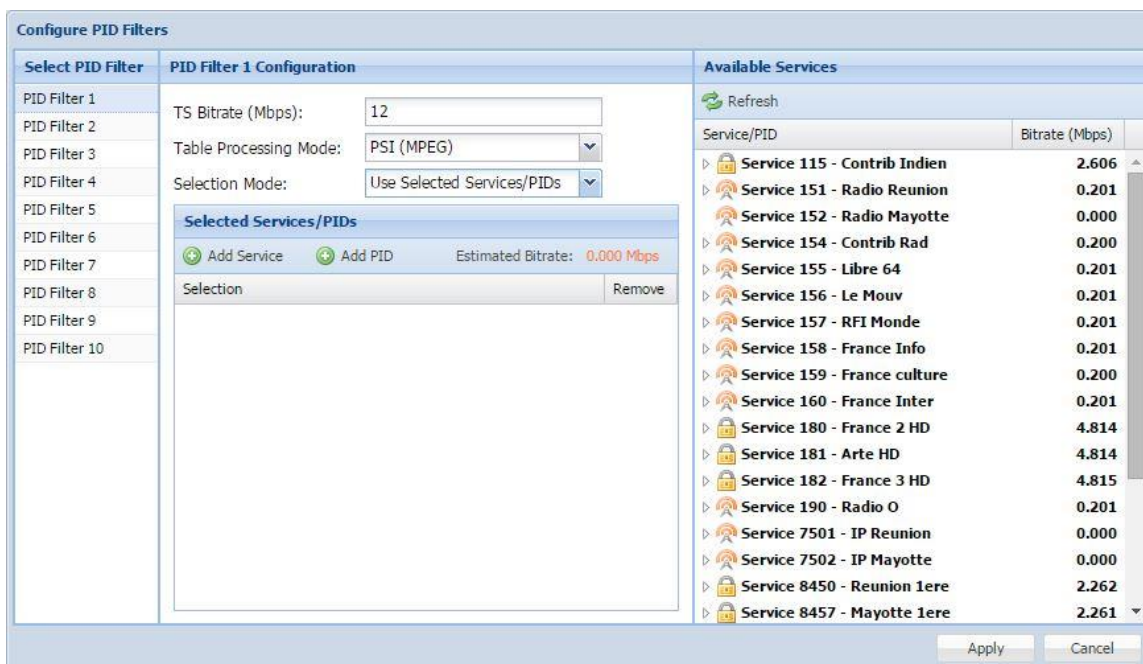 Configure PID Filters
Select PID Filter
PID Filter 1
PID Filter 2
PID Filter 3
PID Filter 4
PID Filter 5
PID Filter 6
PID Filter 7
PID Filter 8
PID Filter 9
PID Filter 10
PID Filter 1 Configuration
TS Bitrate (Mbps): 12
Table Processing Mode: PSI (MPEG)
Selection Mode: Use Selected Services/PIDs
Selected Services/PIDs
Add Service Add PID Estimated Bitrate: 0.000 Mbps
Selection Remove
Available Services
Refresh
Service/PID Bitrate (Mbps)
Service 115 - Contrib Indien 2.606
Service 151 - Radio Reunion 0.201
Service 152 - Radio Mayotte 0.000
Service 154 - Contrib Rad 0.200
Service 155 - Libre 64 0.201
Service 156 - Le Mouv 0.201
Service 157 - RFI Monde 0.201
Service 158 - France Info 0.201
Service 159 - France culture 0.200
Service 160 - France Inter 0.201
Service 180 - France 2 HD 4.814
Service 181 - Arte HD 4.814
Service 182 - France 3 HD 4.815
Service 190 - Radio O 0.201
Service 7501 - IP Reunion 0.000
Service 7502 - IP Mayotte 0.000
Service 8450 - Reunion 1ere 2.262
Service 8457 - Mayotte 1ere 2.261
Apply Cancel